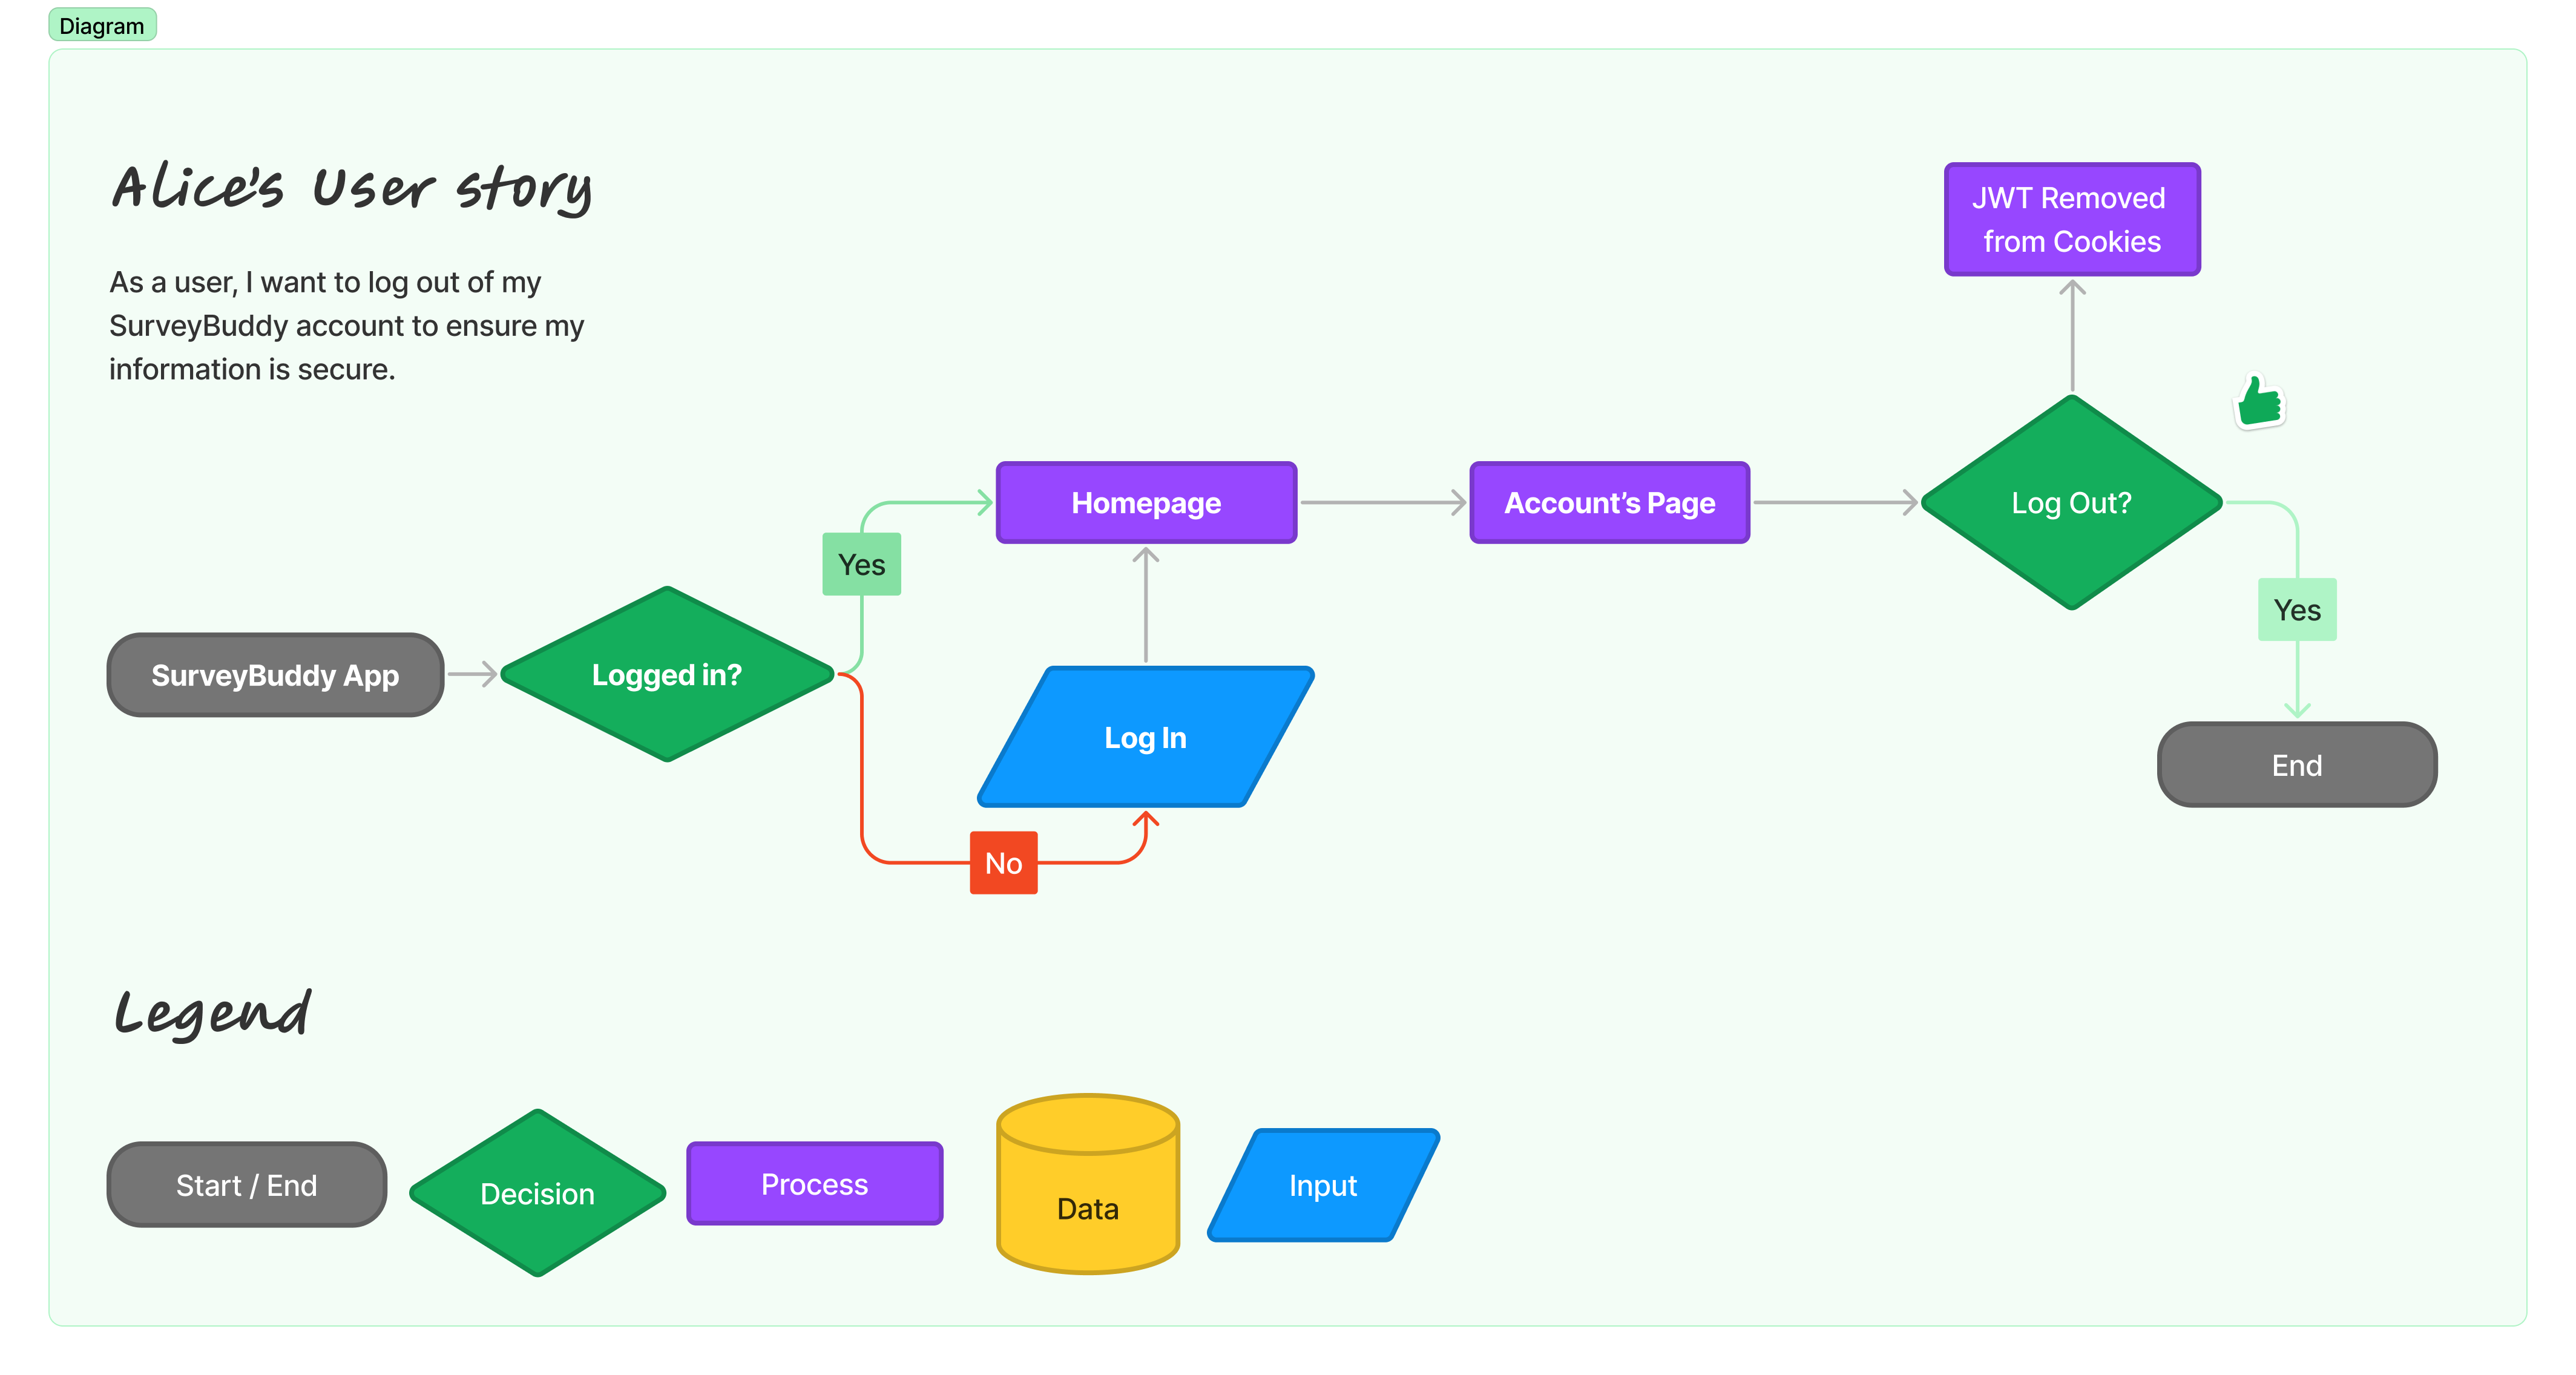 Diagram
Alice's User story
As a user, I want to log out of my
SurveyBuddy account to ensure my
information is secure.
JWT Removed
from Cookies
Homepage
Account's Page
Log Out?
Yes
Yes
SurveyBuddy App
Logged in?
Log In
End
No
Legend
Start / End
Decision
Process
Data
Input